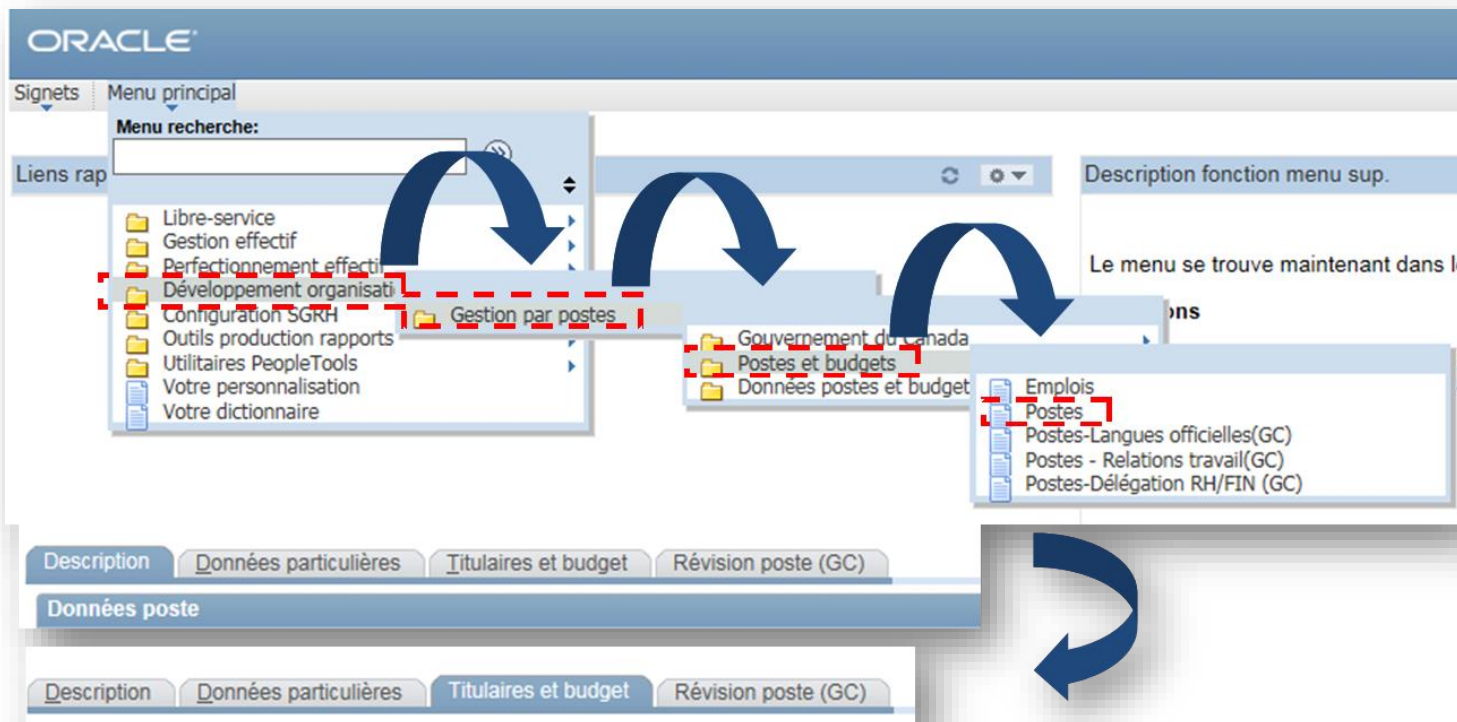 ORACLE
Signets Menu principal
Menu recherche:
Liens rap
Description fonction menu sup.
Libre-service
Gestion effectif
Perfectionnement effectif
Développement organisati
Configuration SGRH
Outils production rapports
Utilitaires PeopleTools
Votre personnalisation
Votre dictionnaire
Gestion par postes
Gouvernement du Canada
Postes et budgets
Données postes et budget
Le menu se trouve maintenant dans l
ons
Emplois
Postes
Postes-Langues officielles(GC)
Postes - Relations travail(GC)
Postes-Délégation RH/FIN (GC)
Description Données particulières Titulaires et budget Révision poste (GC)
Données poste
Description Données particulières Titulaires et budget Révision poste (GC)